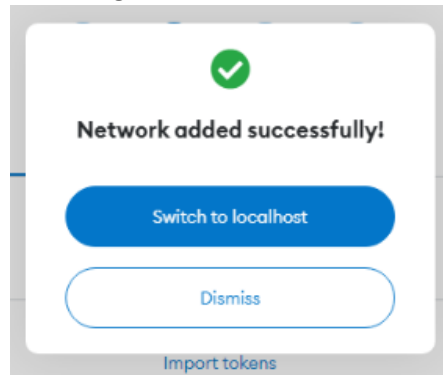 Network added successfully!
Switch to localhost
Dismiss
Import tokens